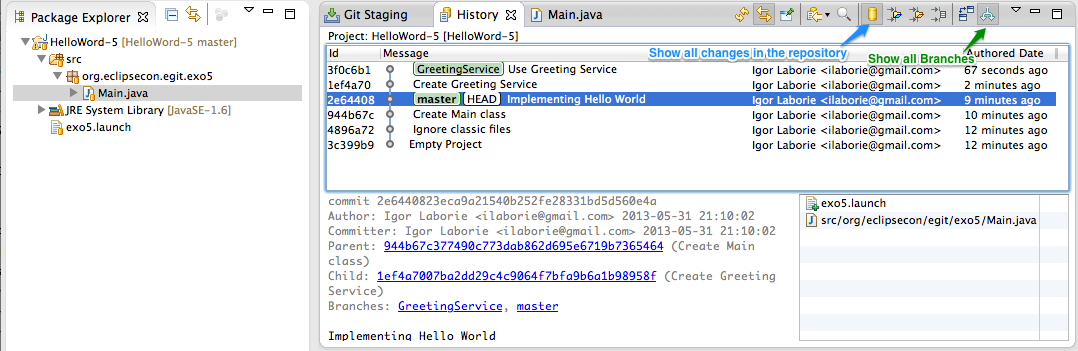 Package Explorer
Git Staging
History
Main.java
Project: HelloWord-5 [HelloWord-5]
Show all changes in the repository
Show all Branches
HelloWord-5 [HelloWord-5 master]
src
org.eclipsecon.egit.exo5
Main.java
JRE System Library [JavaSE-1.6]
exo5.launch
Id Message Authored Date
3f0c6b1 GreetingService Use Greeting Service Igor Laborie <ilaborie@gmail.com> 67 seconds ago
1ef4a70 Create Greeting Service Igor Laborie <ilaborie@gmail.com> 2 minutes ago
2e64408 master HEAD Implementing Hello World Igor Laborie <ilaborie@gmail.com> 9 minutes ago
944b67c Create Main class Igor Laborie <ilaborie@gmail.com> 10 minutes ago
4896a72 Ignore classic files Igor Laborie <ilaborie@gmail.com> 12 minutes ago
3c399b9 Empty Project Igor Laborie <ilaborie@gmail.com> 12 minutes ago
commit 2e6440823eca9a21540b252fe28331bd5d560e4a
Author: Igor Laborie <ilaborie@gmail.com> 2013-05-31 21:10:02
Committer: Igor Laborie <ilaborie@gmail.com> 2013-05-31 21:10:02
Parent: 944b67c377490c773dab862d695e6719b7365464 (Create Main
class)
Child: 1ef4a7007ba2dd29c4c9064f7bfa9b6a1b98958f (Create Greeting
Service)
Branches: GreetingService, master
Implementing Hello World
exo5.launch
src/org/eclipsecon/egit/exo5/Main.java